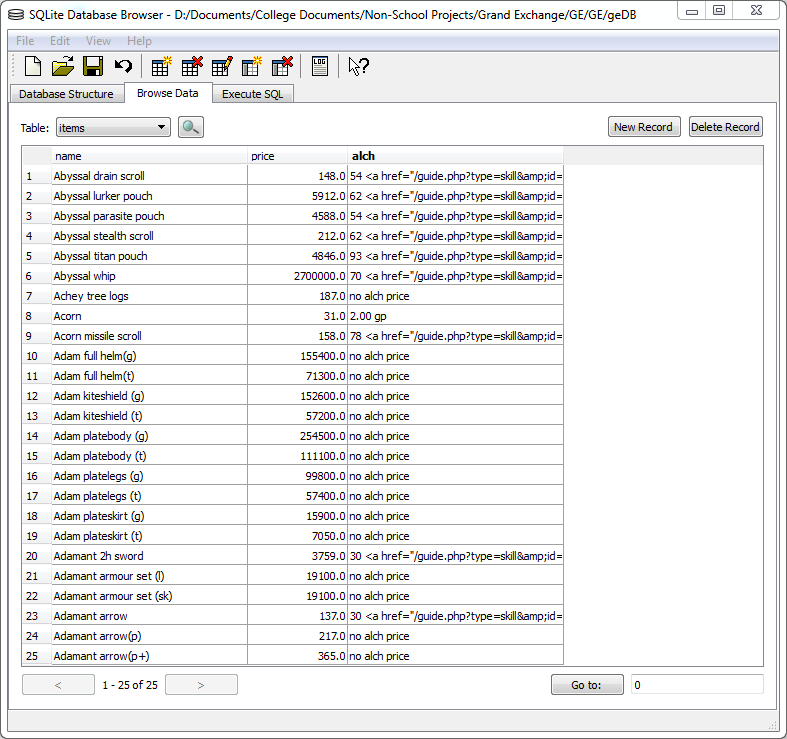 SQLite Database Browser - D:/Documents/College Documents/Non-School Projects/Grand Exchange/GE/GE/geDB
File Edit View Help
LOG
Database Structure Browse Data Execute SQL
Table: items New Record Delete Record
name price alch
1 Abyssal drain scroll 148.0 54 <a href="/guide.php?type=skill&amp;id=
2 Abyssal lurker pouch 5912.0 62 <a href="/guide.php?type=skill&amp;id=
3 Abyssal parasite pouch 4588.0 54 <a href="/guide.php?type=skill&amp;id=
4 Abyssal stealth scroll 212.0 62 <a href="/guide.php?type=skill&amp;id=
5 Abyssal titan pouch 4846.0 93 <a href="/guide.php?type=skill&amp;id=
6 Abyssal whip 2700000.0 70 <a href="/guide.php?type=skill&amp;id=
7 Achey tree logs 187.0 no alch price
8 Acorn 31.0 2.00 gp
9 Acorn missile scroll 158.0 78 <a href="/guide.php?type=skill&amp;id=
10 Adam full helm(g) 155400.0 no alch price
11 Adam full helm(t) 71300.0 no alch price
12 Adam kiteshield (g) 152600.0 no alch price
13 Adam kiteshield (t) 57200.0 no alch price
14 Adam platebody (g) 254500.0 no alch price
15 Adam platebody (t) 111100.0 no alch price
16 Adam platelegs (g) 99800.0 no alch price
17 Adam platelegs (t) 57400.0 no alch price
18 Adam plateskirt (g) 15900.0 no alch price
19 Adam plateskirt (t) 7050.0 no alch price
20 Adamant 2h sword 3759.0 30 <a href="/guide.php?type=skill&amp;id=
21 Adamant armour set (l) 19100.0 no alch price
22 Adamant armour set (sk) 19100.0 no alch price
23 Adamant arrow 137.0 30 <a href="/guide.php?type=skill&amp;id=
24 Adamant arrow(p) 217.0 no alch price
25 Adamant arrow(p+) 365.0 no alch price
< 1 - 25 of 25 > Go to: 0